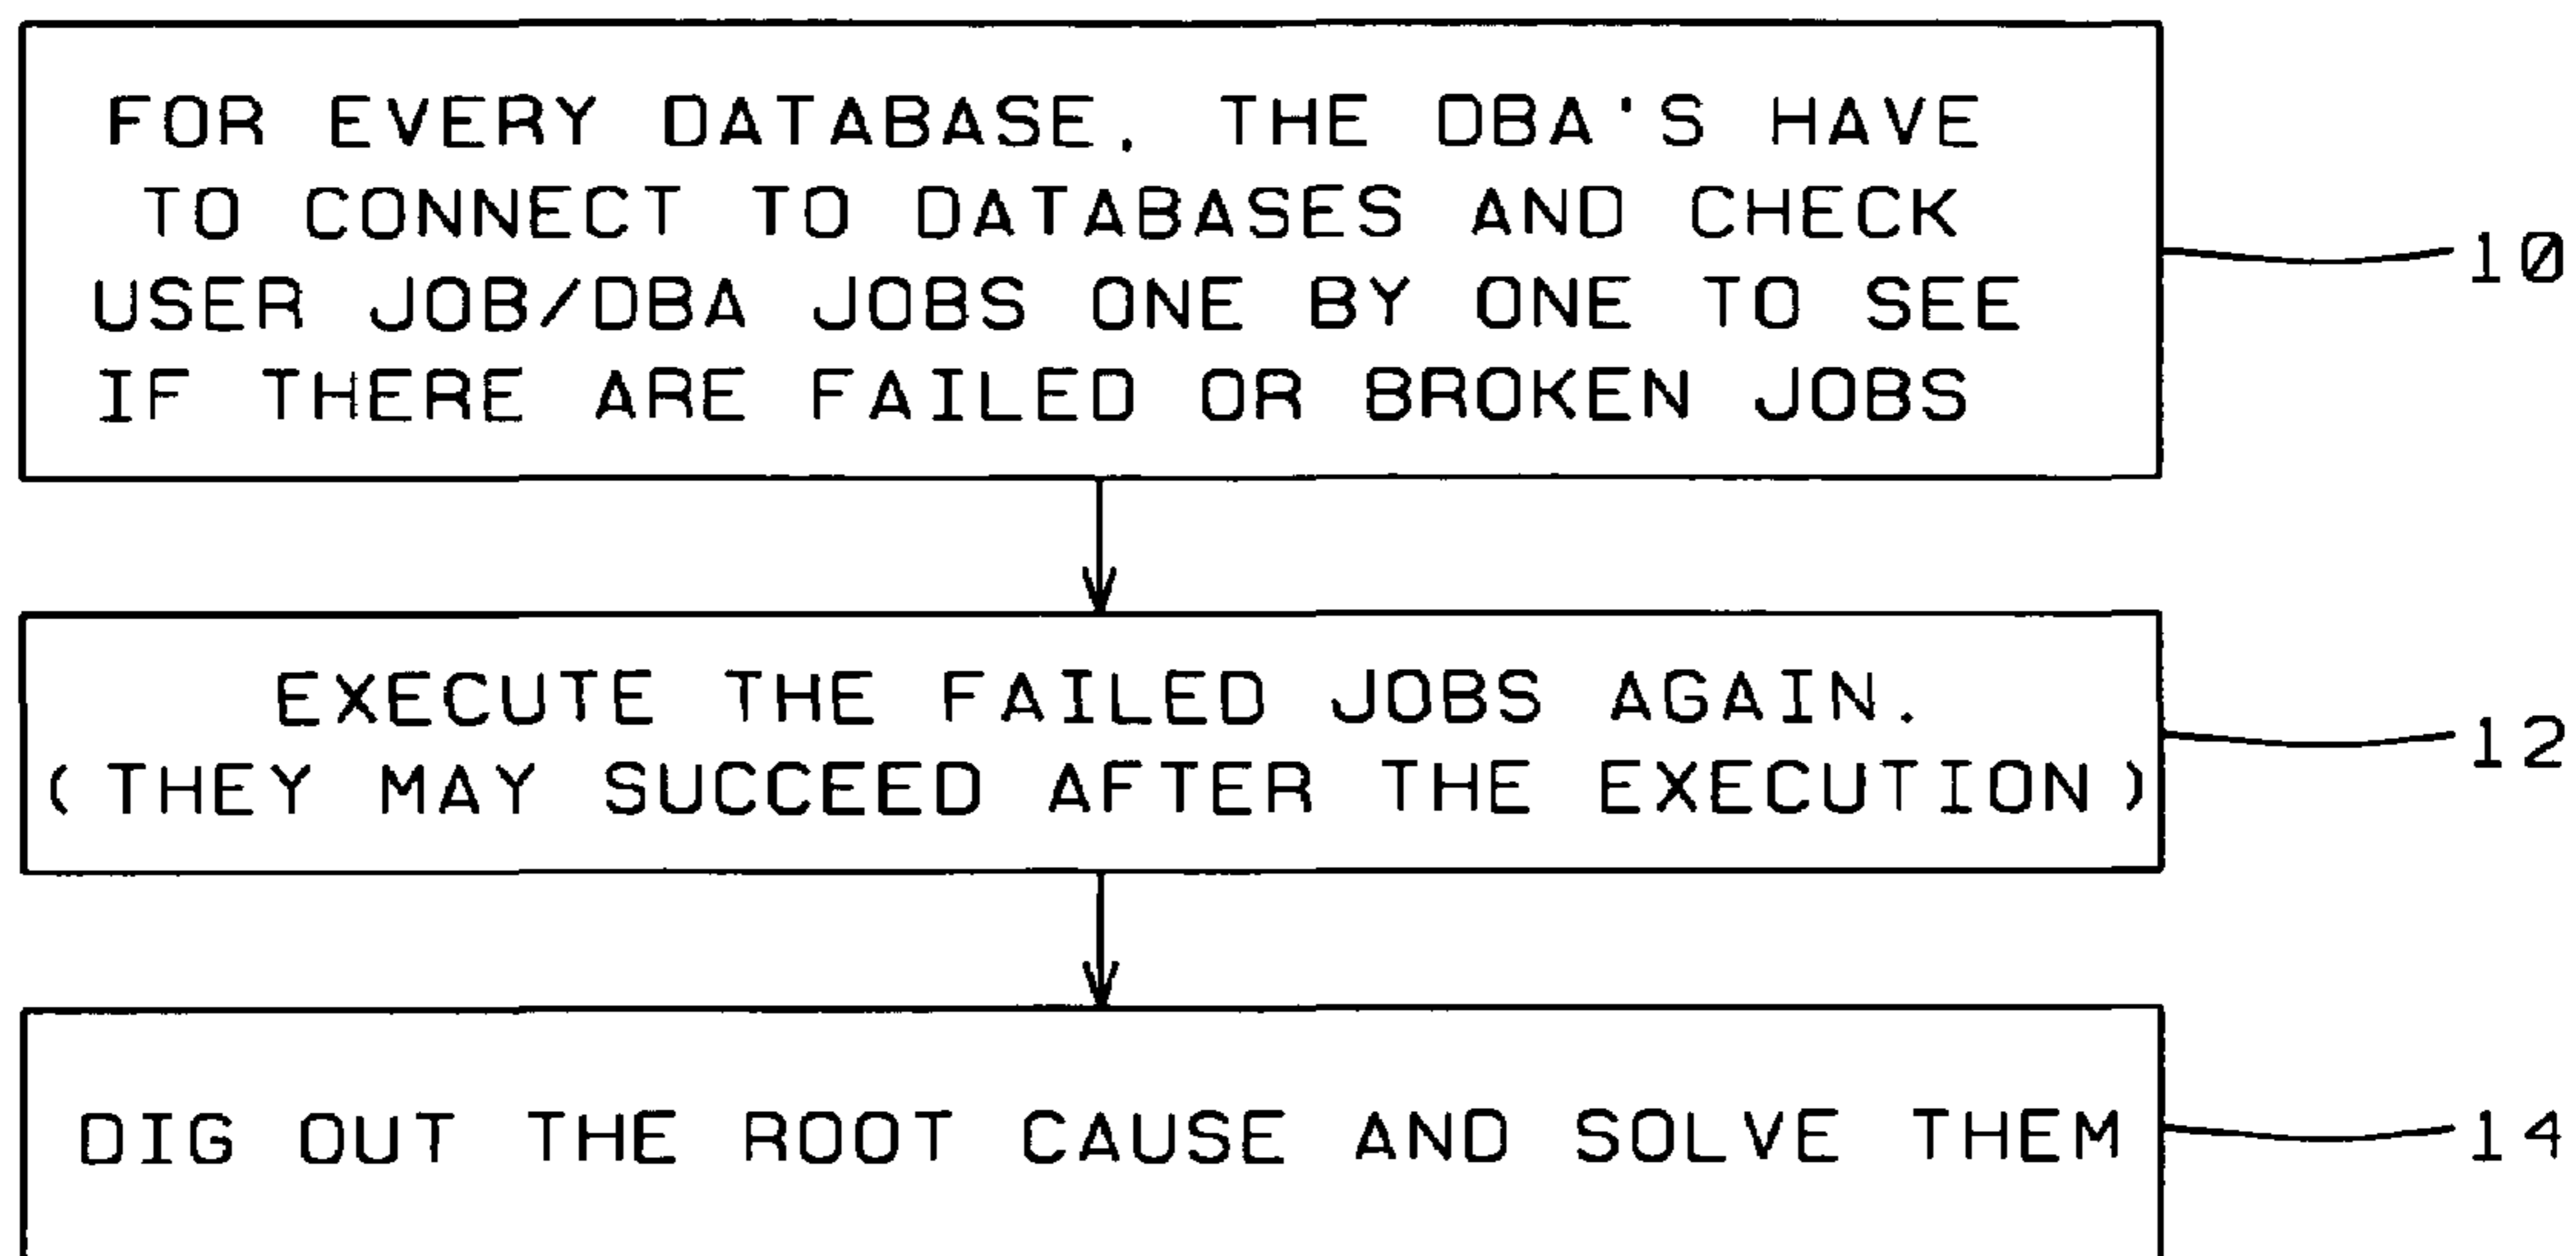 FOR EVERY DATABASE, THE DBA'S HAVE
TO CONNECT TO DATABASES AND CHECK
USER JOB/DBA JOBS ONE BY ONE TO SEE
IF THERE ARE FAILED OR BROKEN JOBS
10
EXECUTE THE FAILED JOBS AGAIN.
(THEY MAY SUCCEED AFTER THE EXECUTION)
12
DIG OUT THE ROOT CAUSE AND SOLVE THEM
14